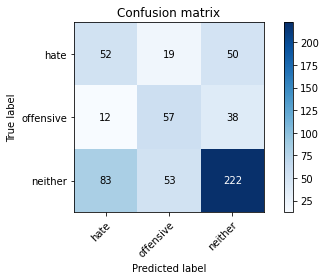 Confusion matrix
hate
52
19
50
offensive
12
57
38
neither
83
53
222
hate
offensive
neither
True label
Predicted label
200
175
150
125
100
75
50
25